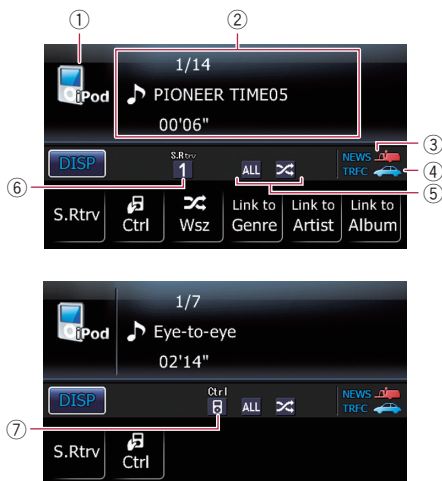 ① ②
iPod
1/14
PIONEER TIME05
00'06"
③
DISP
S.Rtrv
1
ALL
NEWS
TRFC
④
⑥ ⑤
S.Rtrv
Ctrl
Wsz
Link to Genre
Link to Artist
Link to Album
iPod
1/7
Eye-to-eye
02'14"
DISP
Ctrl
ALL
NEWS
TRFC
⑦
S.Rtrv
Ctrl